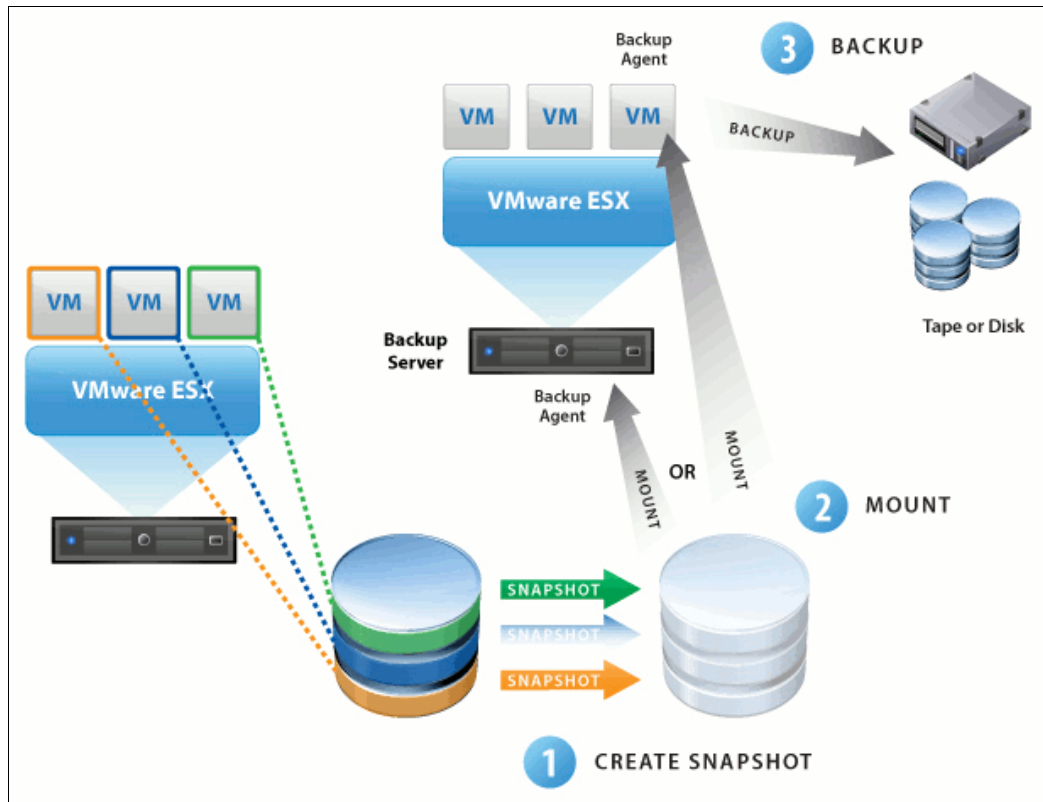 Backup
Agent
3 BACKUP
VM VM VM
BACKUP
VMware ESX
Tape or Disk
VM VM VM
VMware ESX
Backup
Server
Backup
Agent
MOUNT
OR
MOUNT
2 MOUNT
SNAPSHOT
SNAPSHOT
SNAPSHOT
1 CREATE SNAPSHOT